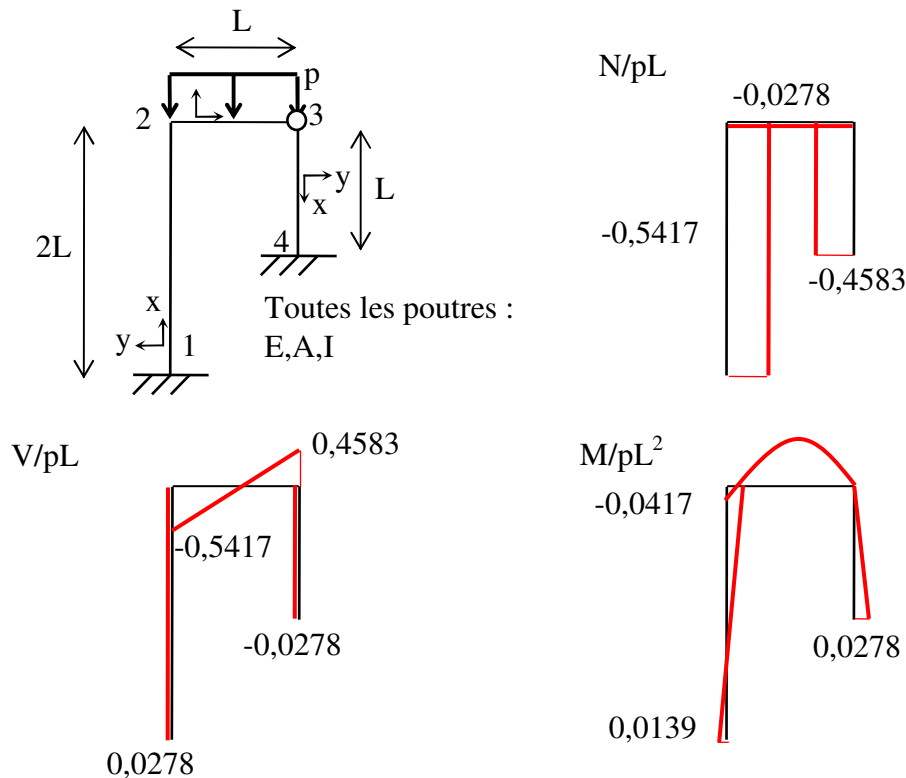 L
p
2
3
y
x
L
2L
4
x
y
1
Toutes les poutres :
E,A,I
N/pL
-0,0278
-0,5417
-0,4583
V/pL
0,4583
-0,5417
-0,0278
0,0278
M/pL²
-0,0417
0,0278
0,0139